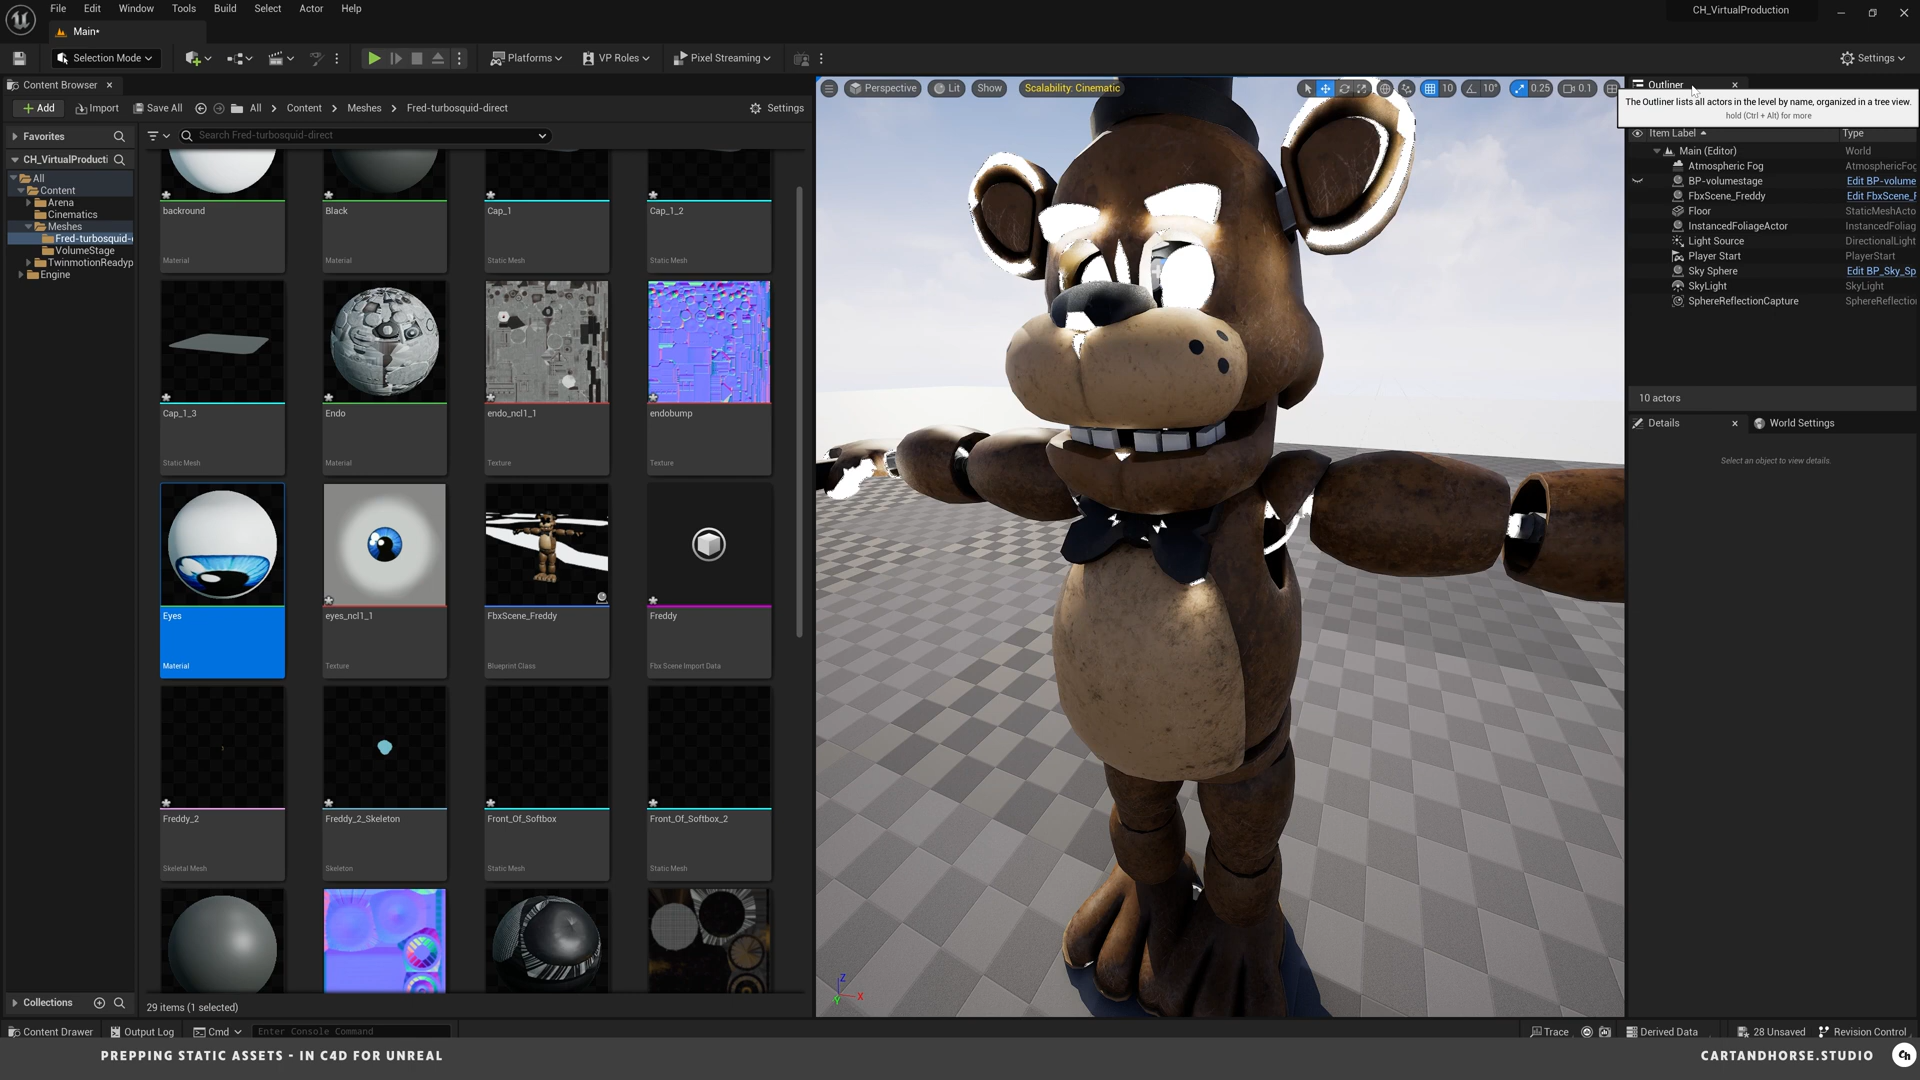 File Edit Window Tools Build Select Actor Help
CH_VirtualProduction
Main*
Selection Mode
Platforms
VP Roles
Pixel Streaming
Settings
Content Browser
Add
Import
Save All
All
Content
Meshes
Fred-turbosquid-direct
Settings
Favorites
Search Fred-turbosquid-direct
CH_VirtualProducti
All
Content
Arena
Cinematics
Meshes
Fred-turbosquid-
VolumeStage
TwinmotionReadyp
Engine
backround
Black
Cap_1
Cap_1_2
Material
Material
Static Mesh
Static Mesh
Cap_1_3
Endo
endo_ncl1_1
endobump
Static Mesh
Material
Texture
Texture
Eyes
eyes_ncl1_1
FbxScene_Freddy
Freddy
Material
Texture
Blueprint Class
Fbx Scene Import Data
Freddy_2
Freddy_2_Skeleton
Front_Of_Softbox
Front_Of_Softbox_2
Skeletal Mesh
Skeleton
Static Mesh
Static Mesh
Collections
29 items (1 selected)
Perspective
Lit
Show
Scalability: Cinematic
10
10°
0.25
0.1
Z
Y
X
Outliner
The Outliner lists all actors in the level by name, organized in a tree view.
hold (Ctrl + Alt) for more
Item Label
Type
Main (Editor)
World
Atmospheric Fog
AtmosphericFog
BP-volumestage
Edit BP-volume
FbxScene_Freddy
Edit FbxScene_F
Floor
StaticMeshActo
InstancedFoliageActor
InstancedFoliag
Light Source
DirectionalLight
Player Start
PlayerStart
Sky Sphere
Edit BP_Sky_Sp
SkyLight
SkyLight
SphereReflectionCapture
SphereReflection
10 actors
Details
World Settings
Select an object to view details.
Content Drawer
Output Log
Cmd
Enter Console Command
Trace
Derived Data
28 Unsaved
Revision Control
PREPPING STATIC ASSETS - IN C4D FOR UNREAL
CARTANDHORSE.STUDIO